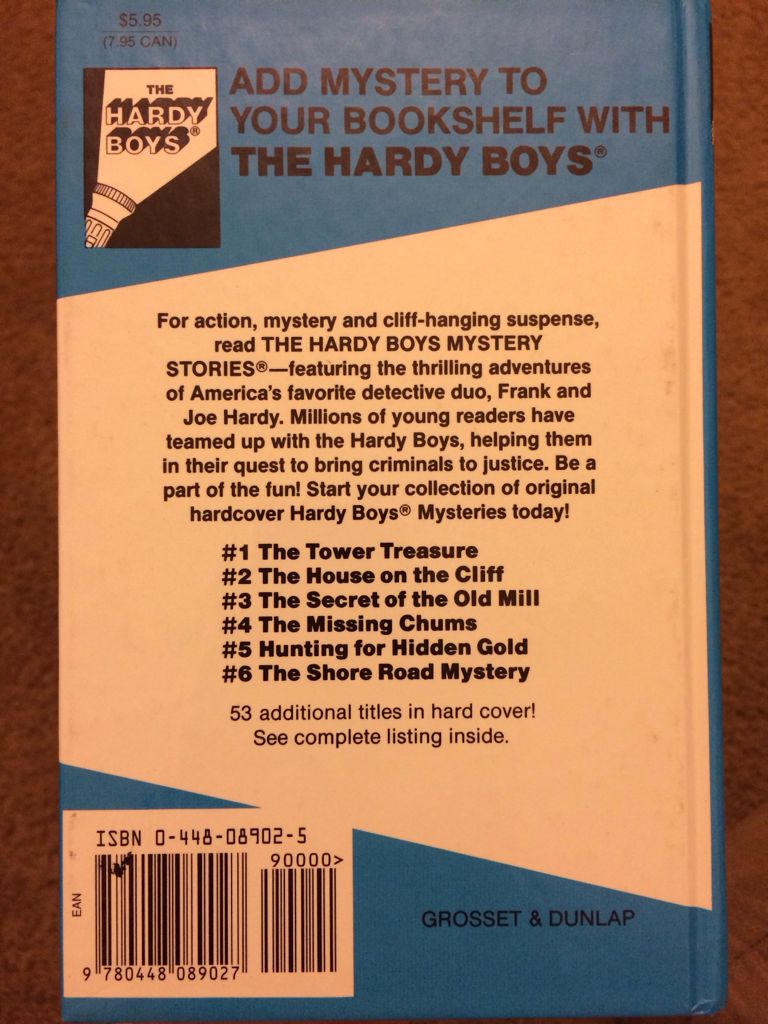 $5.95
(7.95 CAN)
THE
HARDY
BOYS®
ADD MYSTERY TO
YOUR BOOKSHELF WITH
THE HARDY BOYS®
For action, mystery and cliff-hanging suspense,
read THE HARDY BOYS MYSTERY
STORIES®—featuring the thrilling adventures
of America's favorite detective duo, Frank and
Joe Hardy. Millions of young readers have
teamed up with the Hardy Boys, helping them
in their quest to bring criminals to justice. Be a
part of the fun! Start your collection of original
hardcover Hardy Boys® Mysteries today!
#1 The Tower Treasure
#2 The House on the Cliff
#3 The Secret of the Old Mill
#4 The Missing Chums
#5 Hunting for Hidden Gold
#6 The Shore Road Mystery
53 additional titles in hard cover!
See complete listing inside.
ISBN 0-448-08902-5
90000>
EAN
9 780448 089027
GROSSET & DUNLAP